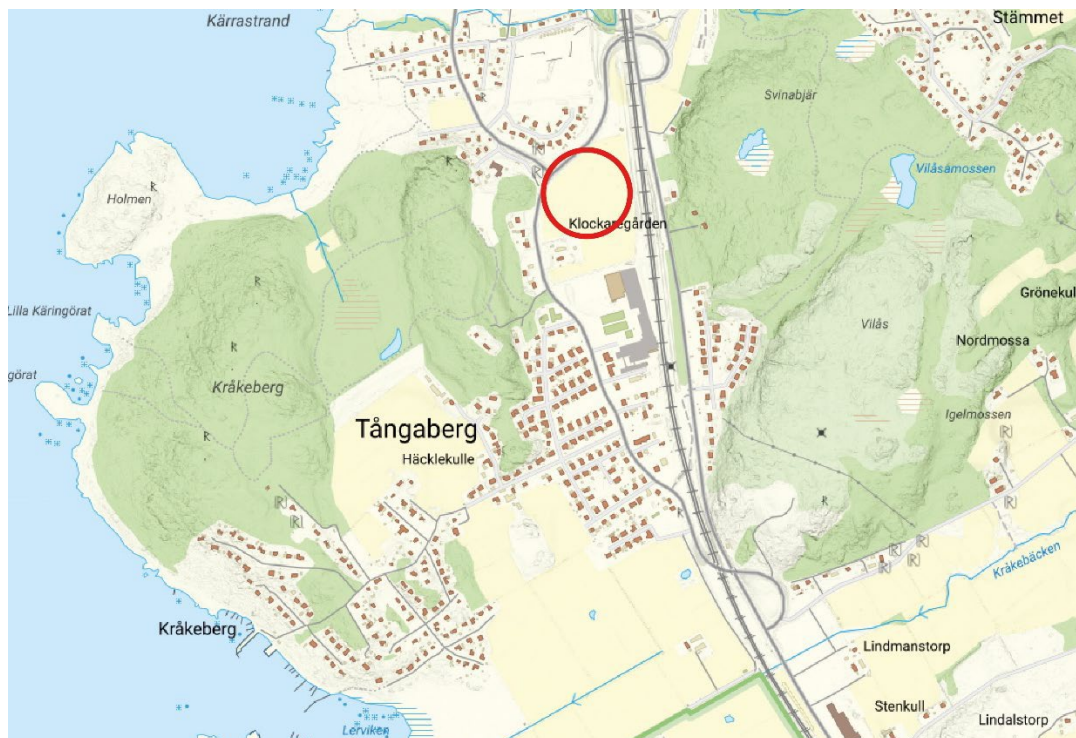 Kärrastrand
Stämmet
Svinabjär
Vilåsamossen
Holmen
Klockaregården
Grönekul
Lilla Käringörat
Vilås
Nordmossa
görat
Kråkeberg
Igelmossen
Tångaberg
Häcklekulle
Kråkebäcken
Kråkeberg
Lindmanstorp
Stenkull
Lindalstorp
Lerviken